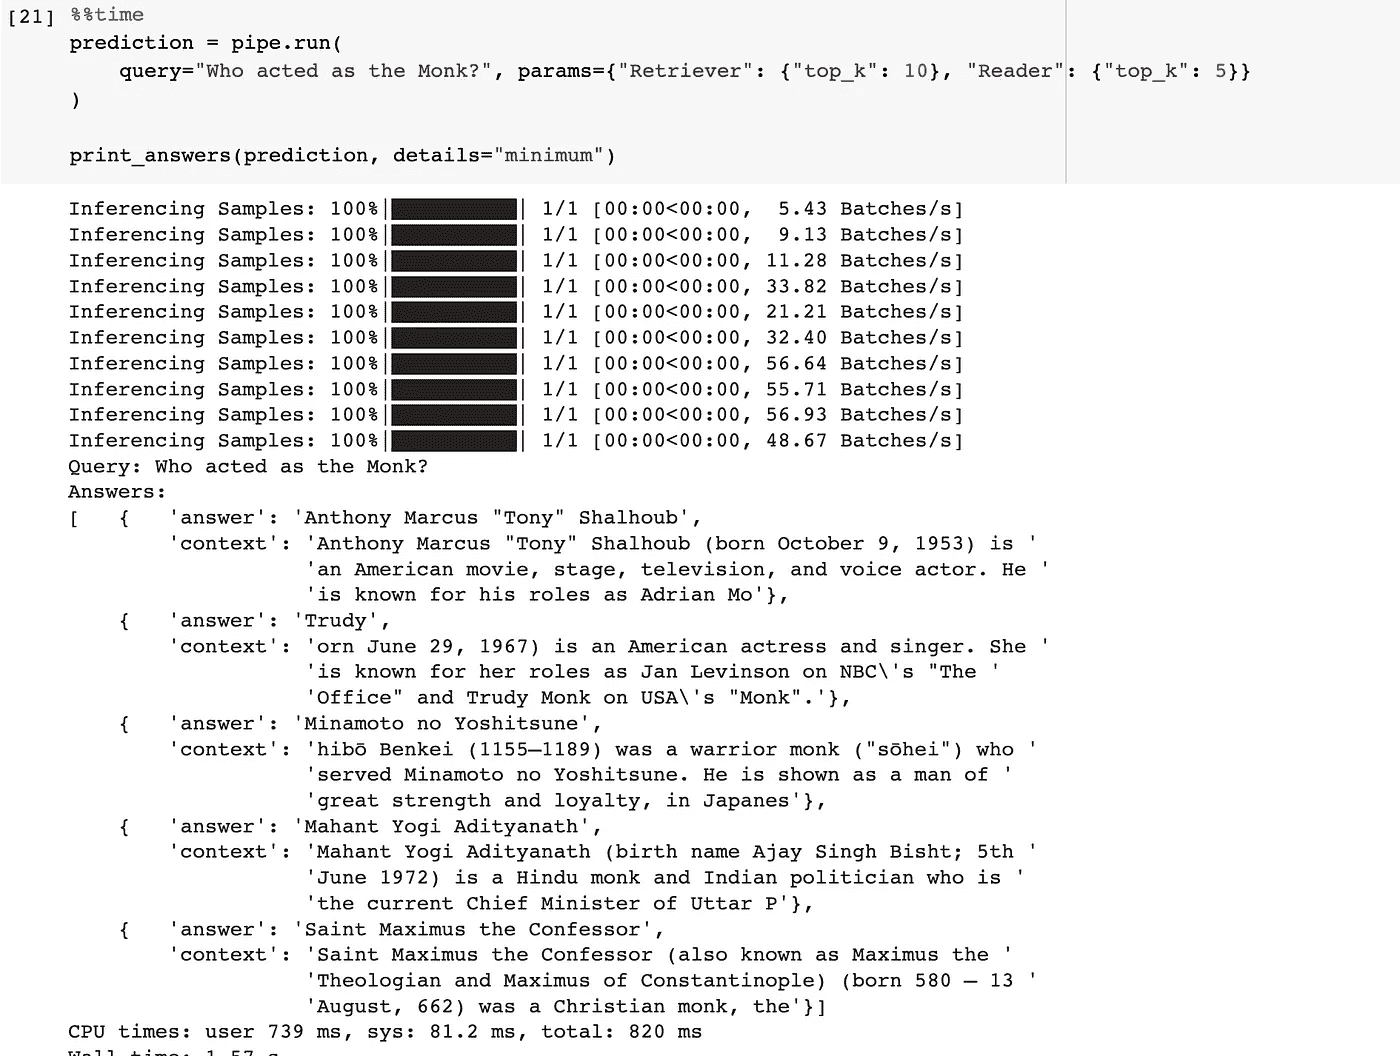 [21] %%time
prediction = pipe.run(
    query="Who acted as the Monk?", params={"Retriever": {"top_k": 10}, "Reader": {"top_k": 5}}
)
print_answers(prediction, details="minimum")
Inferencing Samples: 100%|██████████| 1/1 [00:00<00:00,  5.43 Batches/s]
Inferencing Samples: 100%|██████████| 1/1 [00:00<00:00,  9.13 Batches/s]
Inferencing Samples: 100%|██████████| 1/1 [00:00<00:00, 11.28 Batches/s]
Inferencing Samples: 100%|██████████| 1/1 [00:00<00:00, 33.82 Batches/s]
Inferencing Samples: 100%|██████████| 1/1 [00:00<00:00, 21.21 Batches/s]
Inferencing Samples: 100%|██████████| 1/1 [00:00<00:00, 32.40 Batches/s]
Inferencing Samples: 100%|██████████| 1/1 [00:00<00:00, 56.64 Batches/s]
Inferencing Samples: 100%|██████████| 1/1 [00:00<00:00, 55.71 Batches/s]
Inferencing Samples: 100%|██████████| 1/1 [00:00<00:00, 56.93 Batches/s]
Inferencing Samples: 100%|██████████| 1/1 [00:00<00:00, 48.67 Batches/s]
Query: Who acted as the Monk?
Answers:
[   {   'answer': 'Anthony Marcus "Tony" Shalhoub',
        'context': 'Anthony Marcus "Tony" Shalhoub (born October 9, 1953) is '
                   'an American movie, stage, television, and voice actor. He '
                   'is known for his roles as Adrian Mo'},
    {   'answer': 'Trudy',
        'context': 'orn June 29, 1967) is an American actress and singer. She '
                   'is known for her roles as Jan Levinson on NBC\'s "The '
                   'Office" and Trudy Monk on USA\'s "Monk".'},
    {   'answer': 'Minamoto no Yoshitsune',
        'context': 'hibō Benkei (1155–1189) was a warrior monk ("sōhei") who '
                   'served Minamoto no Yoshitsune. He is shown as a man of '
                   'great strength and loyalty, in Japanes'},
    {   'answer': 'Mahant Yogi Adityanath',
        'context': 'Mahant Yogi Adityanath (birth name Ajay Singh Bisht; 5th '
                   'June 1972) is a Hindu monk and Indian politician who is '
                   'the current Chief Minister of Uttar P'},
    {   'answer': 'Saint Maximus the Confessor',
        'context': 'Saint Maximus the Confessor (also known as Maximus the '
                   'Theologian and Maximus of Constantinople) (born 580 – 13 '
                   'August, 662) was a Christian monk, the'}]
CPU times: user 739 ms, sys: 81.2 ms, total: 820 ms
Wall time: 1.57 s